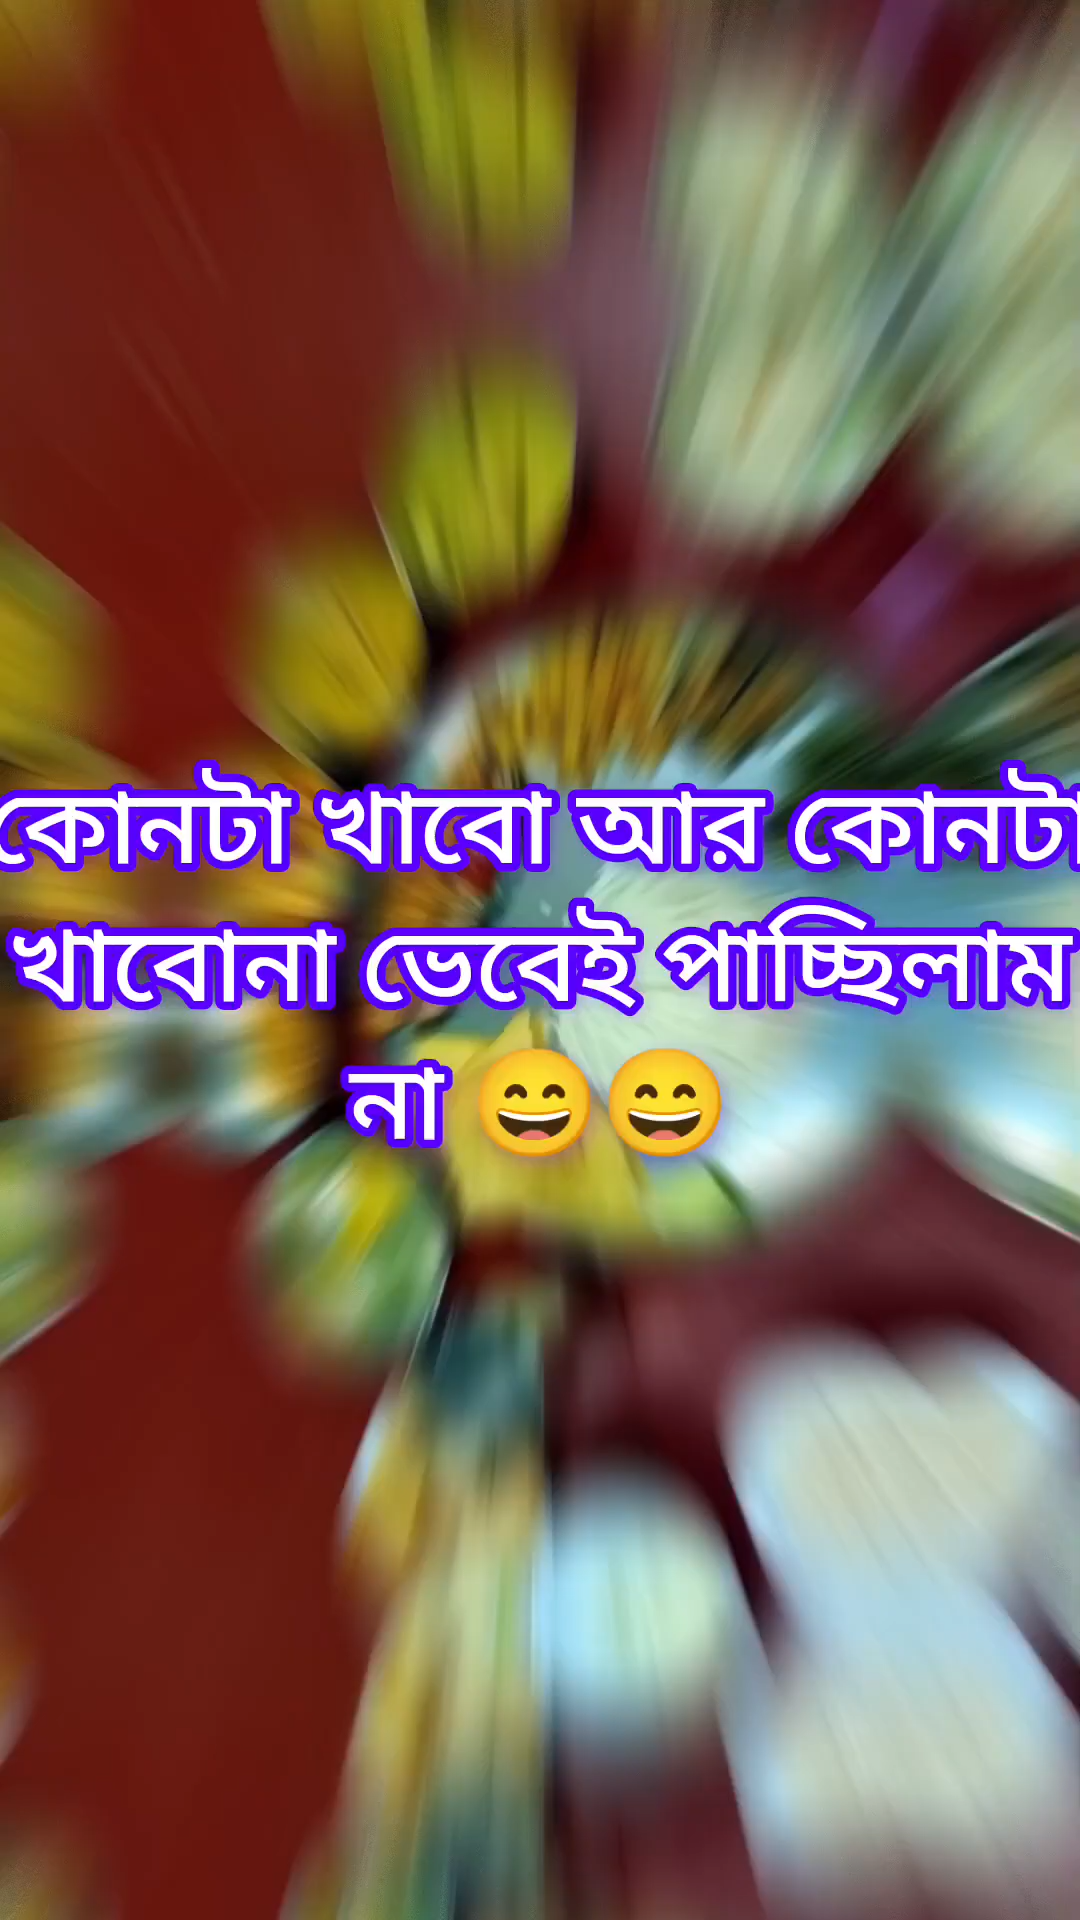 কোনটা খাবো আর কোনটা
খাবোনা ভেবেই পাচ্ছিলাম
না 😄😄